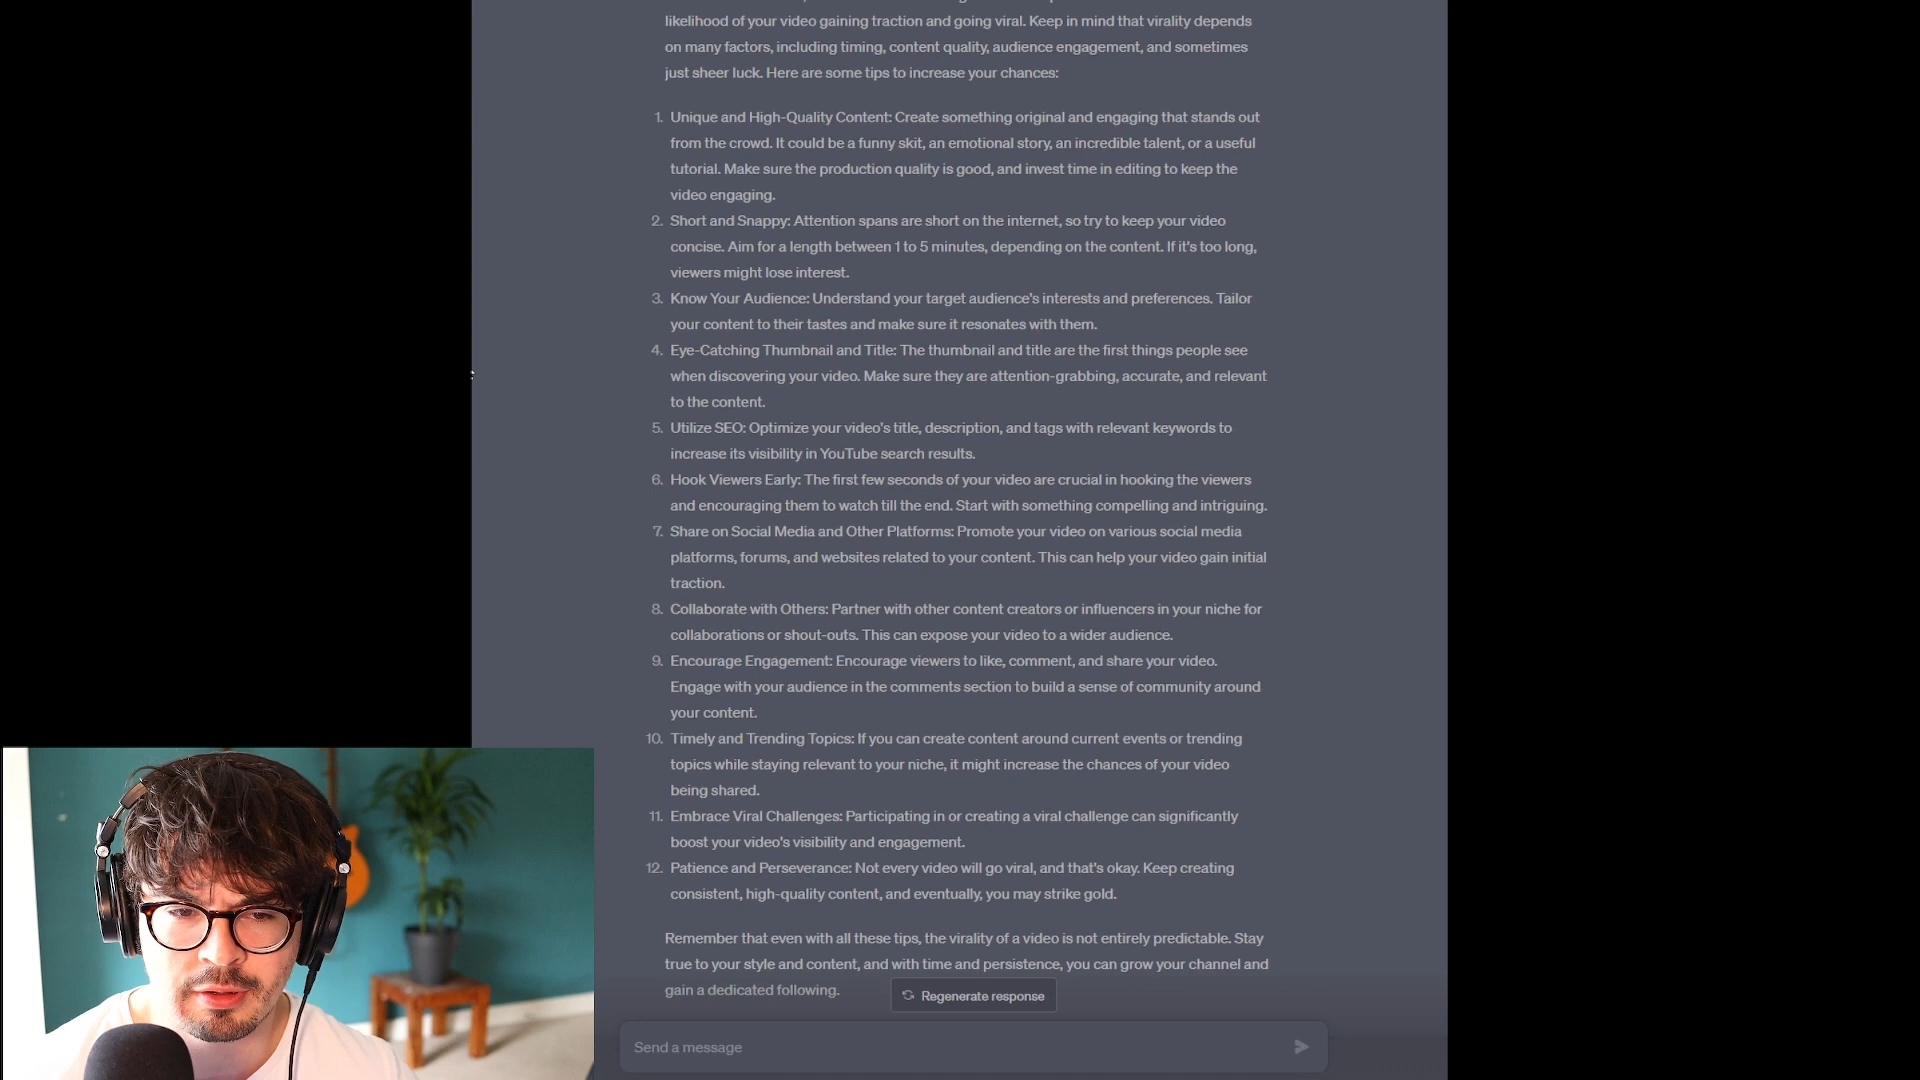 likelihood of your video gaining traction and going viral. Keep in mind that virality depends
on many factors, including timing, content quality, audience engagement, and sometimes
just sheer luck. Here are some tips to increase your chances:
1. Unique and High-Quality Content: Create something original and engaging that stands out
from the crowd. It could be a funny skit, an emotional story, an incredible talent, or a useful
tutorial. Make sure the production quality is good, and invest time in editing to keep the
video engaging.
2. Short and Snappy: Attention spans are short on the internet, so try to keep your video
concise. Aim for a length between 1 to 5 minutes, depending on the content. If it's too long,
viewers might lose interest.
3. Know Your Audience: Understand your target audience's interests and preferences. Tailor
your content to their tastes and make sure it resonates with them.
4. Eye-Catching Thumbnail and Title: The thumbnail and title are the first things people see
when discovering your video. Make sure they are attention-grabbing, accurate, and relevant
to the content.
5. Utilize SEO: Optimize your video's title, description, and tags with relevant keywords to
increase its visibility in YouTube search results.
6. Hook Viewers Early: The first few seconds of your video are crucial in hooking the viewers
and encouraging them to watch till the end. Start with something compelling and intriguing.
7. Share on Social Media and Other Platforms: Promote your video on various social media
platforms, forums, and websites related to your content. This can help your video gain initial
traction.
8. Collaborate with Others: Partner with other content creators or influencers in your niche for
collaborations or shout-outs. This can expose your video to a wider audience.
9. Encourage Engagement: Encourage viewers to like, comment, and share your video.
Engage with your audience in the comments section to build a sense of community around
your content.
10. Timely and Trending Topics: If you can create content around current events or trending
topics while staying relevant to your niche, it might increase the chances of your video
being shared.
11. Embrace Viral Challenges: Participating in or creating a viral challenge can significantly
boost your video's visibility and engagement.
12. Patience and Perseverance: Not every video will go viral, and that's okay. Keep creating
consistent, high-quality content, and eventually, you may strike gold.
Remember that even with all these tips, the virality of a video is not entirely predictable. Stay
true to your style and content, and with time and persistence, you can grow your channel and
gain a dedicated following.
Regenerate response
Send a message